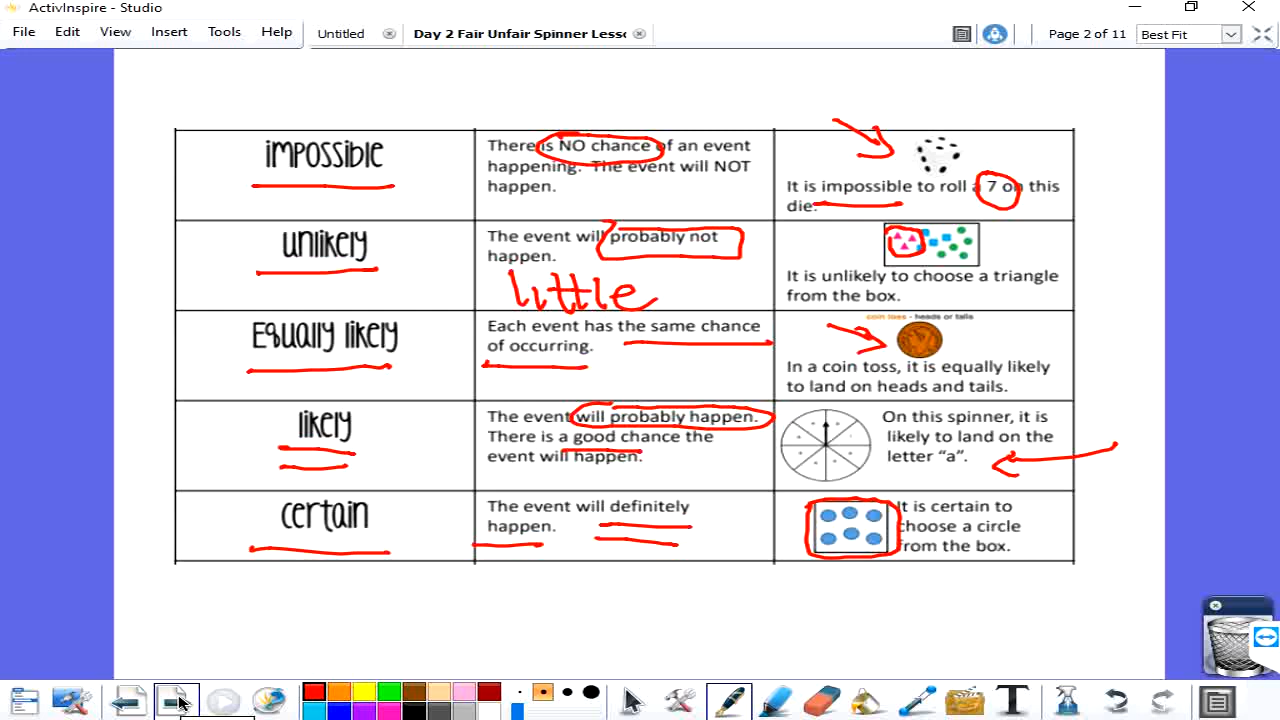 ActivInspire - Studio
File Edit View Insert Tools Help
Untitled
Day 2 Fair Unfair Spinner Lesso
Page 2 of 11
Best Fit
impossible
There is NO chance of an event
happening. The event will NOT
happen.
It is impossible to roll a 7 on this
die.
unlikely
The event will probably not
happen.
little
It is unlikely to choose a triangle
from the box.
Equally likely
Each event has the same chance
of occurring.
coin toss - heads or tails
In a coin toss, it is equally likely
to land on heads and tails.
likely
The event will probably happen.
There is a good chance the
event will happen.
On this spinner, it is
likely to land on the
letter “a”.
certain
The event will definitely
happen.
It is certain to
choose a circle
from the box.